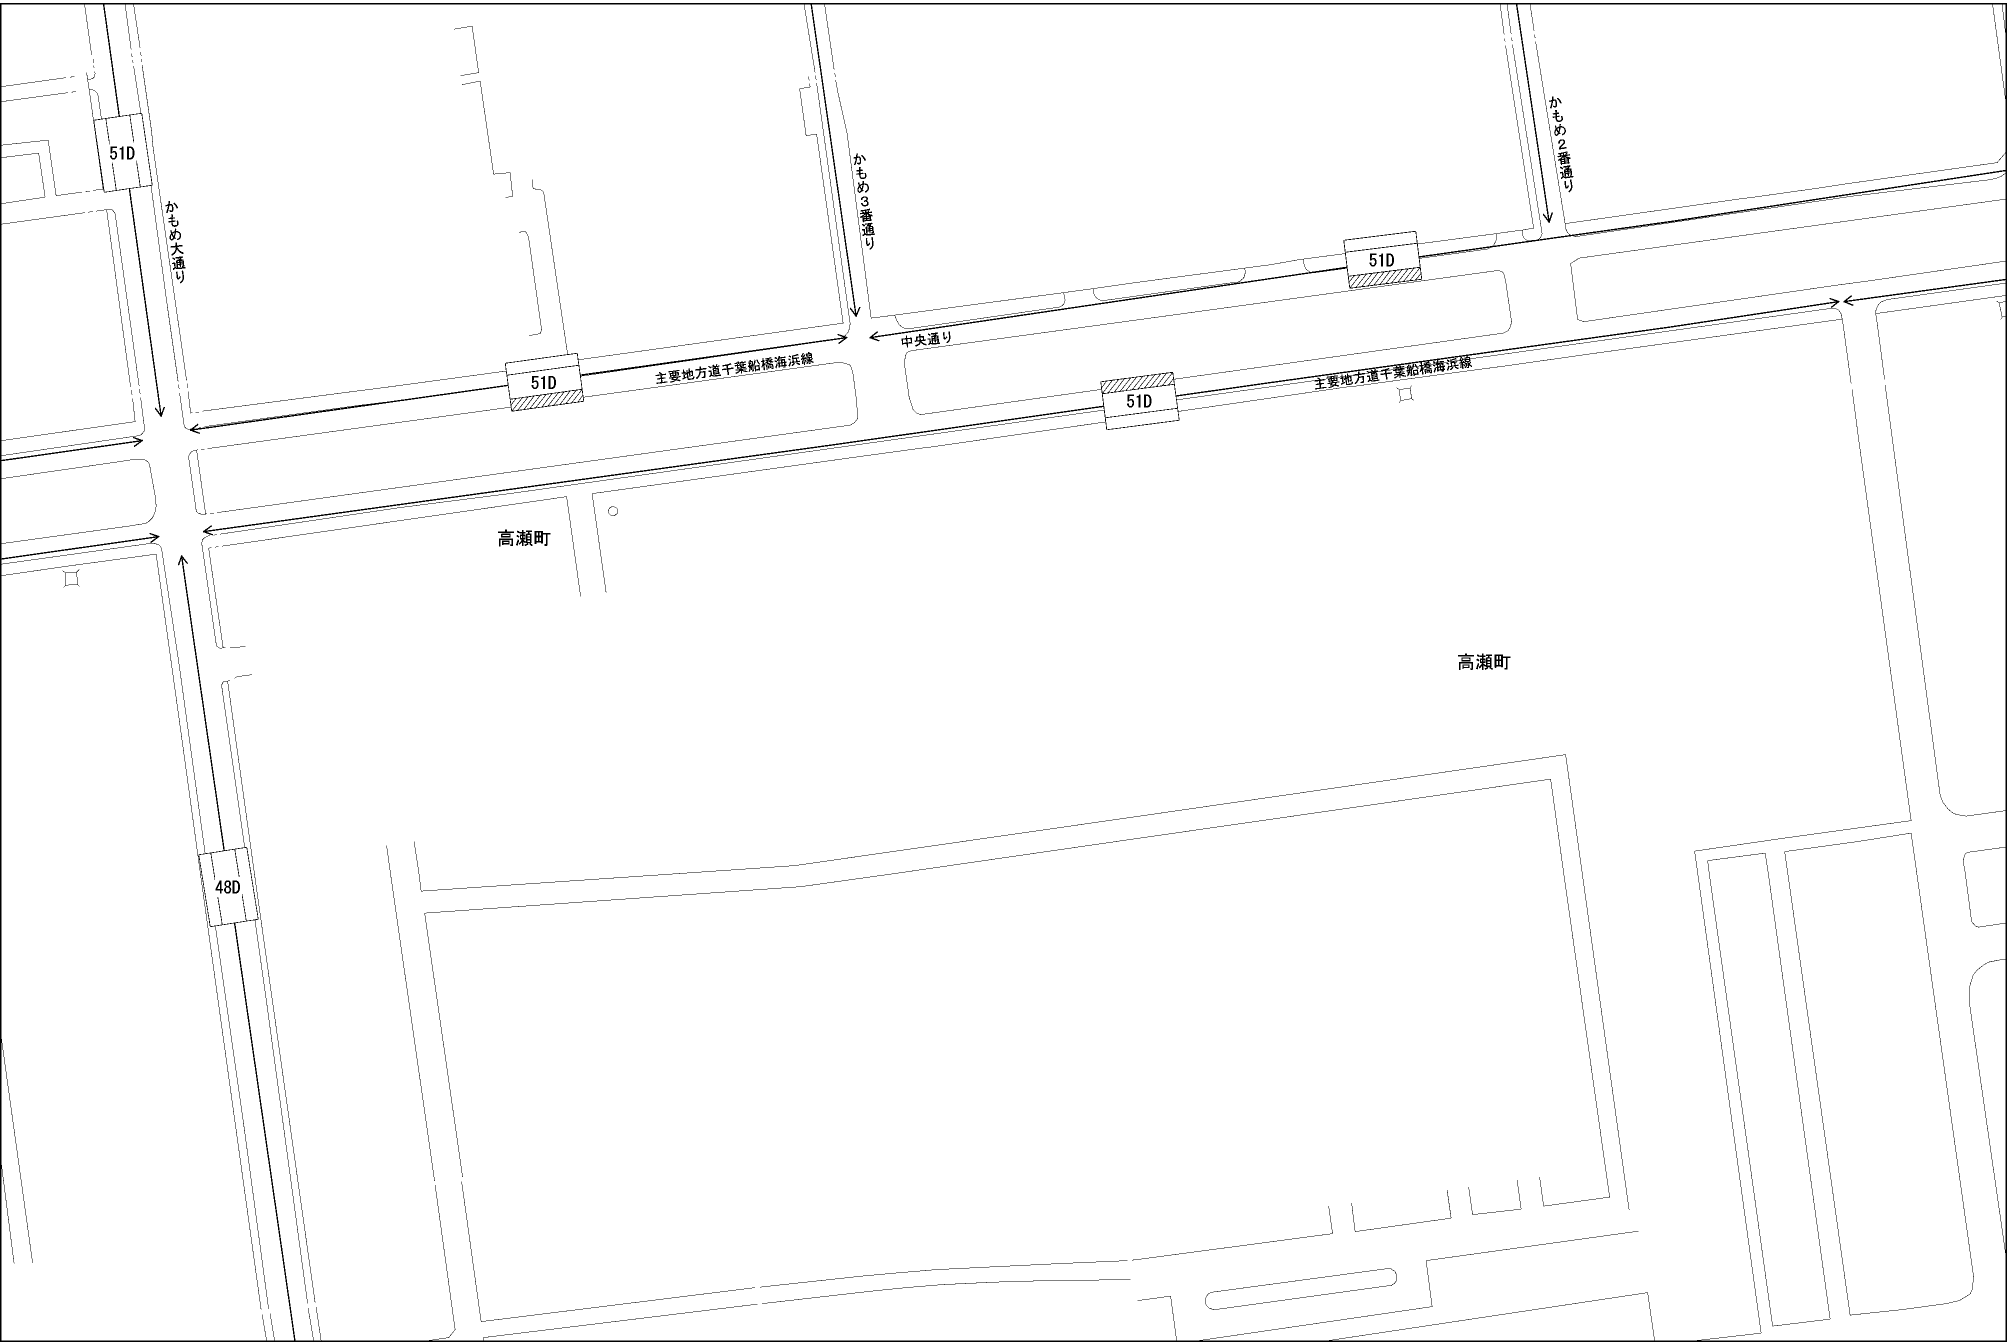 かもめ2番通り
51D
かもめ3番通り
かもめ大通り
51D
中央通り
主要地方道千葉船橋海浜線
51D
主要地方道千葉船橋海浜線
51D
高瀬町
高瀬町
48D